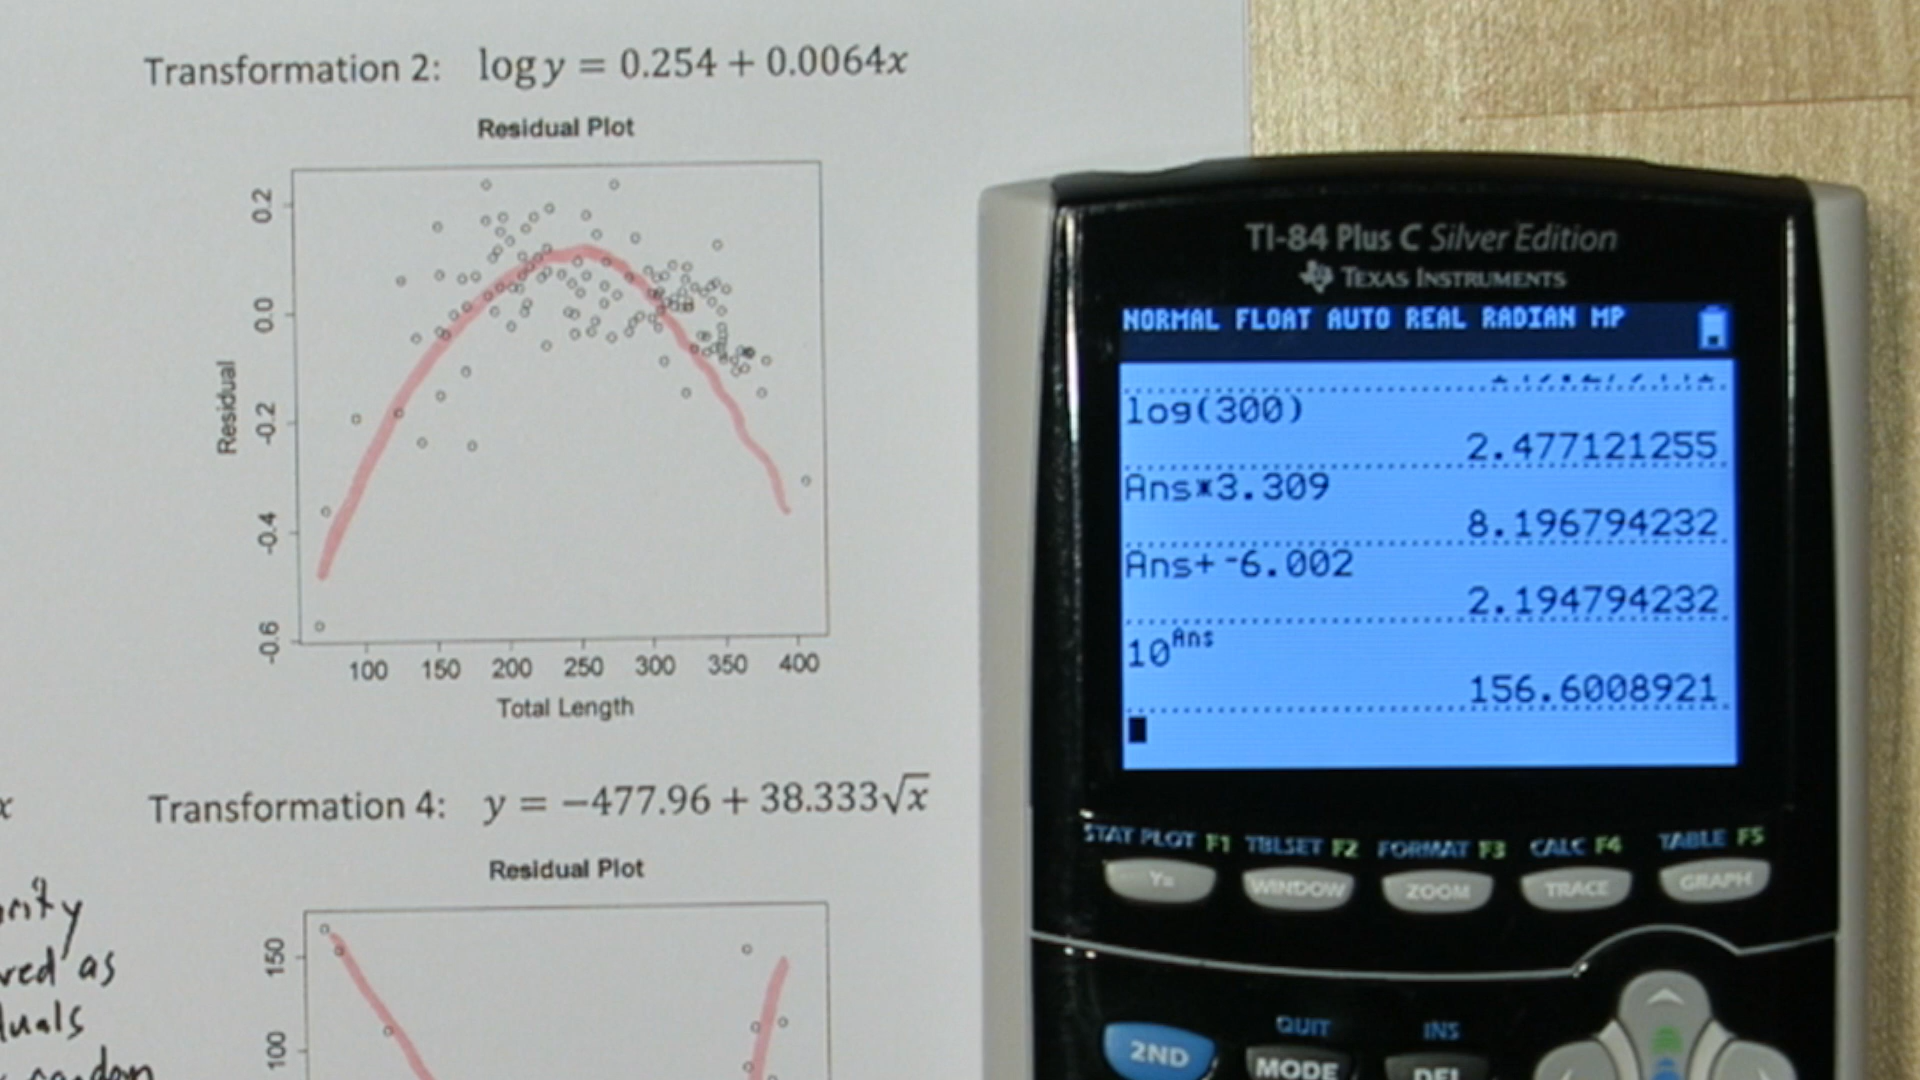 Transformation 2: log y = 0.254 + 0.0064x
Residual Plot
0.2
0.0
-0.2
-0.4
-0.6
Residual
100 150 200 250 300 350 400
Total Length
x
Transformation 4: y = −477.96 + 38.333√x
Residual Plot
150
100
as
random
TI-84 Plus C Silver Edition
TEXAS INSTRUMENTS
NORMAL FLOAT AUTO REAL RADIAN MP
log(300)
2.477121255
Ans*3.309
8.196794232
Ans+-6.002
2.194794232
10^Ans
156.6008921
STAT PLOT F1 TBLSET F2 FORMAT F3 CALC F4 TABLE F5
Y= WINDOW ZOOM TRACE GRAPH
QUIT INS
2ND MODE DEL